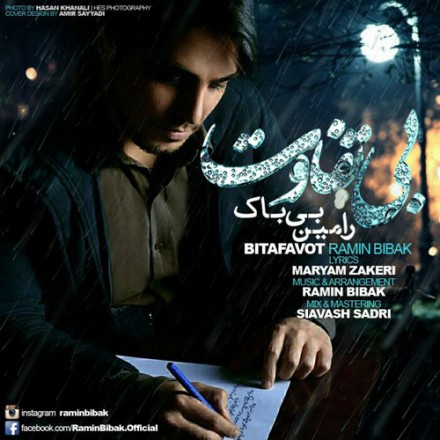 PHOTO BY HASAN KHANALI | HES PHOTOGRAPHY
COVER DESIGN BY AMIR SAYYADI
بی تفاوت
رامین بی باک
BITAFAVOT RAMIN BIBAK
LYRICS
MARYAM ZAKERI
MUSIC & ARRANGEMENT
RAMIN BIBAK
MIX & MASTERING
SIAVASH SADRI
instagram raminbibak
facebook.com/RaminBibak.Official